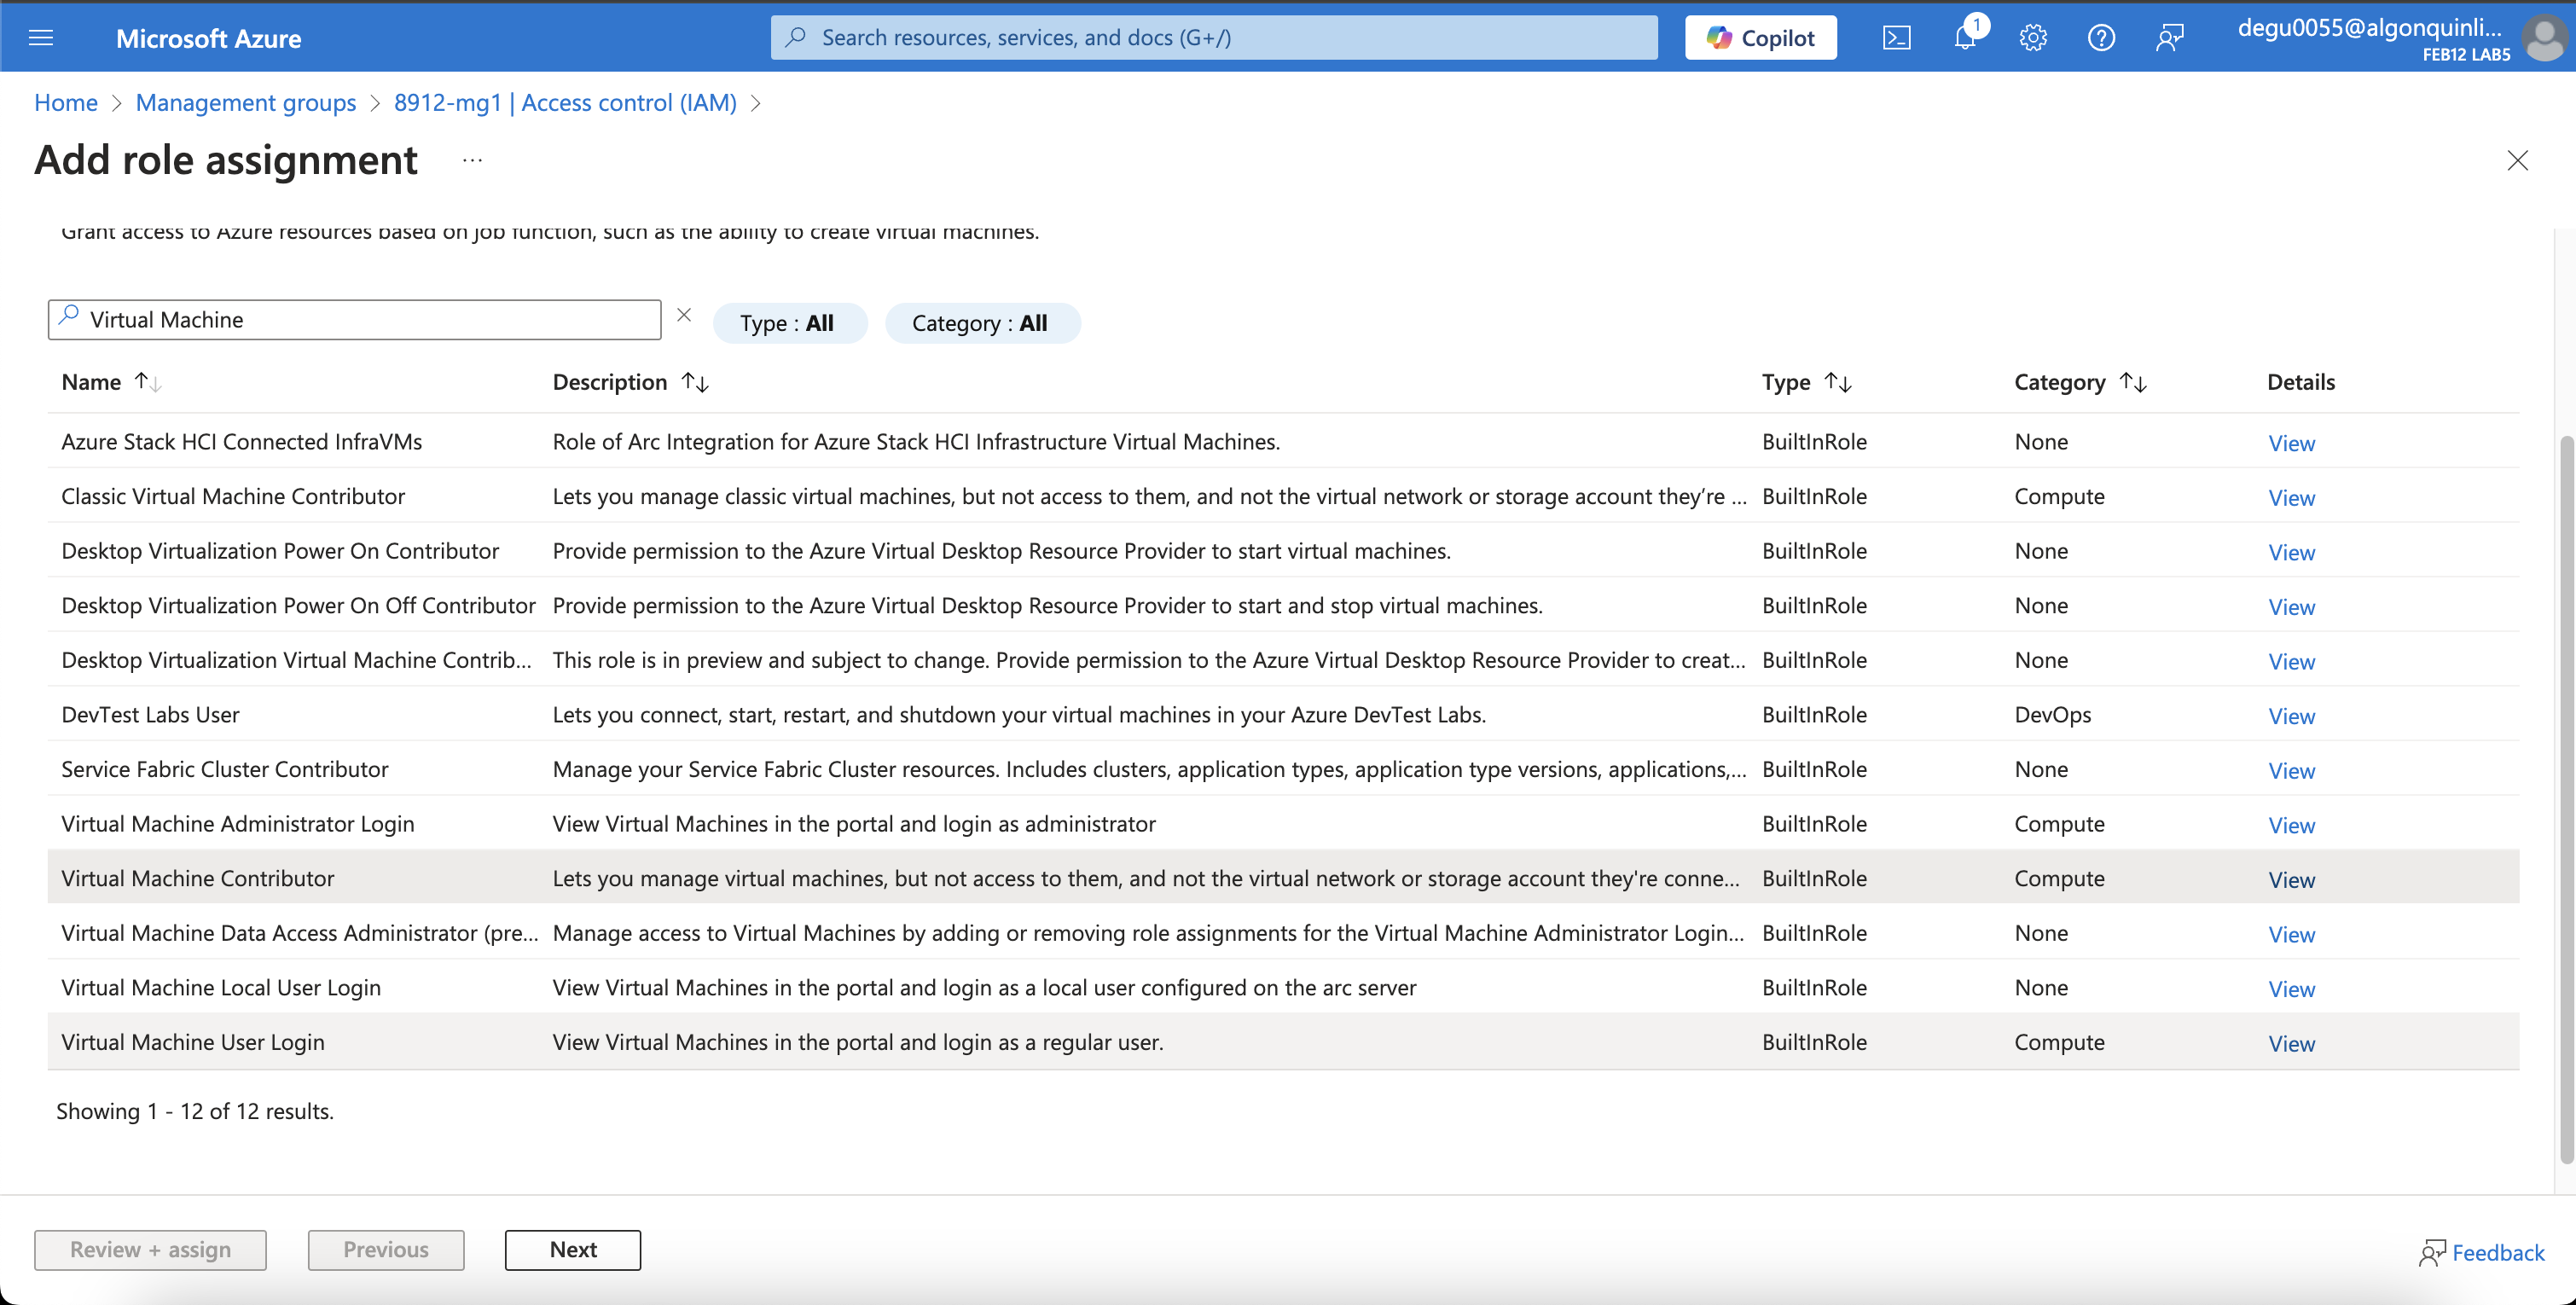 Microsoft Azure
Search resources, services, and docs (G+/)
Copilot
1
degu0055@algonquinli...
FEB12 LAB5
Home > Management groups > 8912-mg1 | Access control (IAM) >
Add role assignment ...
Grant access to Azure resources based on job function, such as the ability to create virtual machines.
Virtual Machine
Type : All
Category : All
Name Description Type Category Details
Azure Stack HCI Connected InfraVMs Role of Arc Integration for Azure Stack HCI Infrastructure Virtual Machines. BuiltInRole None View
Classic Virtual Machine Contributor Lets you manage classic virtual machines, but not access to them, and not the virtual network or storage account they’re ... BuiltInRole Compute View
Desktop Virtualization Power On Contributor Provide permission to the Azure Virtual Desktop Resource Provider to start virtual machines. BuiltInRole None View
Desktop Virtualization Power On Off Contributor Provide permission to the Azure Virtual Desktop Resource Provider to start and stop virtual machines. BuiltInRole None View
Desktop Virtualization Virtual Machine Contrib... This role is in preview and subject to change. Provide permission to the Azure Virtual Desktop Resource Provider to creat... BuiltInRole None View
DevTest Labs User Lets you connect, start, restart, and shutdown your virtual machines in your Azure DevTest Labs. BuiltInRole DevOps View
Service Fabric Cluster Contributor Manage your Service Fabric Cluster resources. Includes clusters, application types, application type versions, applications,... BuiltInRole None View
Virtual Machine Administrator Login View Virtual Machines in the portal and login as administrator BuiltInRole Compute View
Virtual Machine Contributor Lets you manage virtual machines, but not access to them, and not the virtual network or storage account they're conne... BuiltInRole Compute View
Virtual Machine Data Access Administrator (pre... Manage access to Virtual Machines by adding or removing role assignments for the Virtual Machine Administrator Login... BuiltInRole None View
Virtual Machine Local User Login View Virtual Machines in the portal and login as a local user configured on the arc server BuiltInRole None View
Virtual Machine User Login View Virtual Machines in the portal and login as a regular user. BuiltInRole Compute View
Showing 1 - 12 of 12 results.
Review + assign
Previous
Next
Feedback